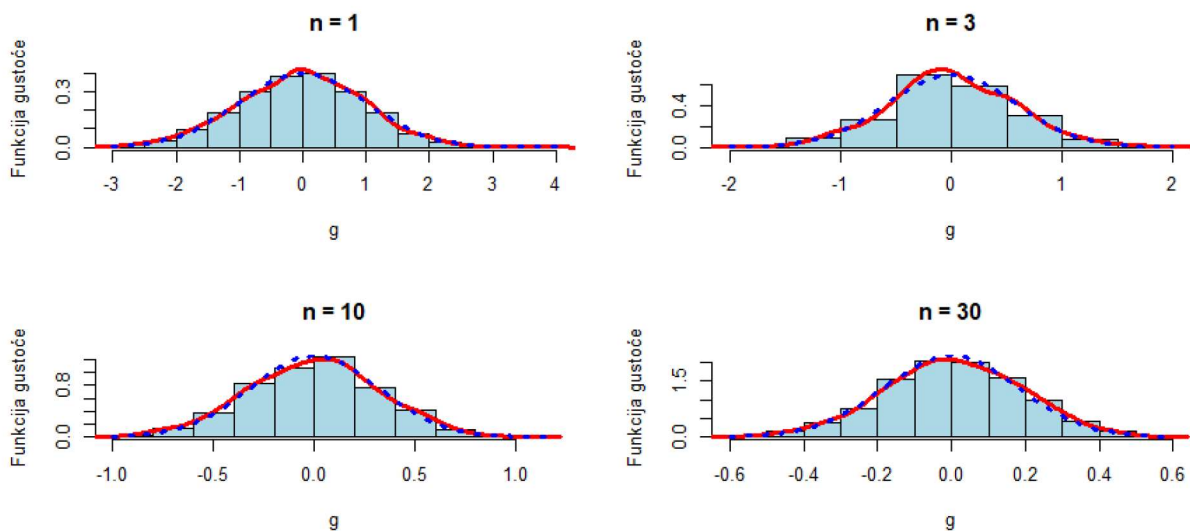 n = 1
Funkcija gustoće
0.0 0.3
-3 -2 -1 0 1 2 3 4
g
n = 3
Funkcija gustoće
0.0 0.4
-2 -1 0 1 2
g
n = 10
Funkcija gustoće
0.0 0.8
-1.0 -0.5 0.0 0.5 1.0
g
n = 30
Funkcija gustoće
0.0 1.5
-0.6 -0.4 -0.2 0.0 0.2 0.4 0.6
g